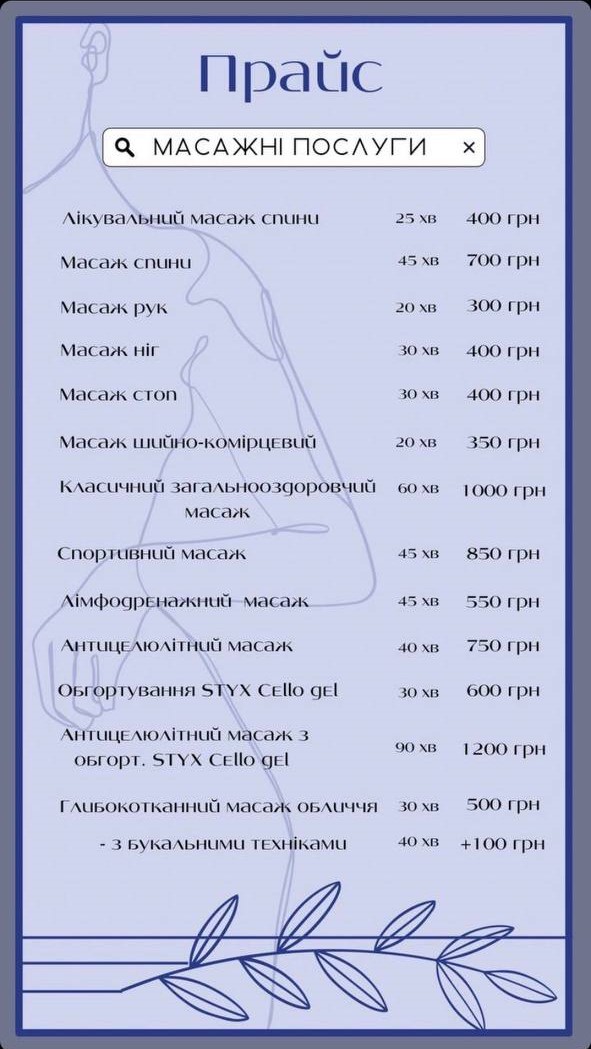 Прайс
МАСАЖНІ ПОСЛУГИ ×
Лікувальний масаж спини 25 хв 400 грн
Масаж спини 45 хв 700 грн
Масаж рук 20 хв 300 грн
Масаж ніг 30 хв 400 грн
Масаж стоп 30 хв 400 грн
Масаж шийно-комірцевий 20 хв 350 грн
Класичний загальнооздоровчий 60 хв 1000 грн
масаж
Спортивний масаж 45 хв 850 грн
Лімфодренажний масаж 45 хв 550 грн
Антицелюлітний масаж 40 хв 750 грн
Обгортування STYX Cello gel 30 хв 600 грн
Антицелюлітний масаж з 90 хв 1200 грн
обгорт. STYX Cello gel
Глибокотканний масаж обличчя 30 хв 500 грн
- з букальними техніками 40 хв +100 грн